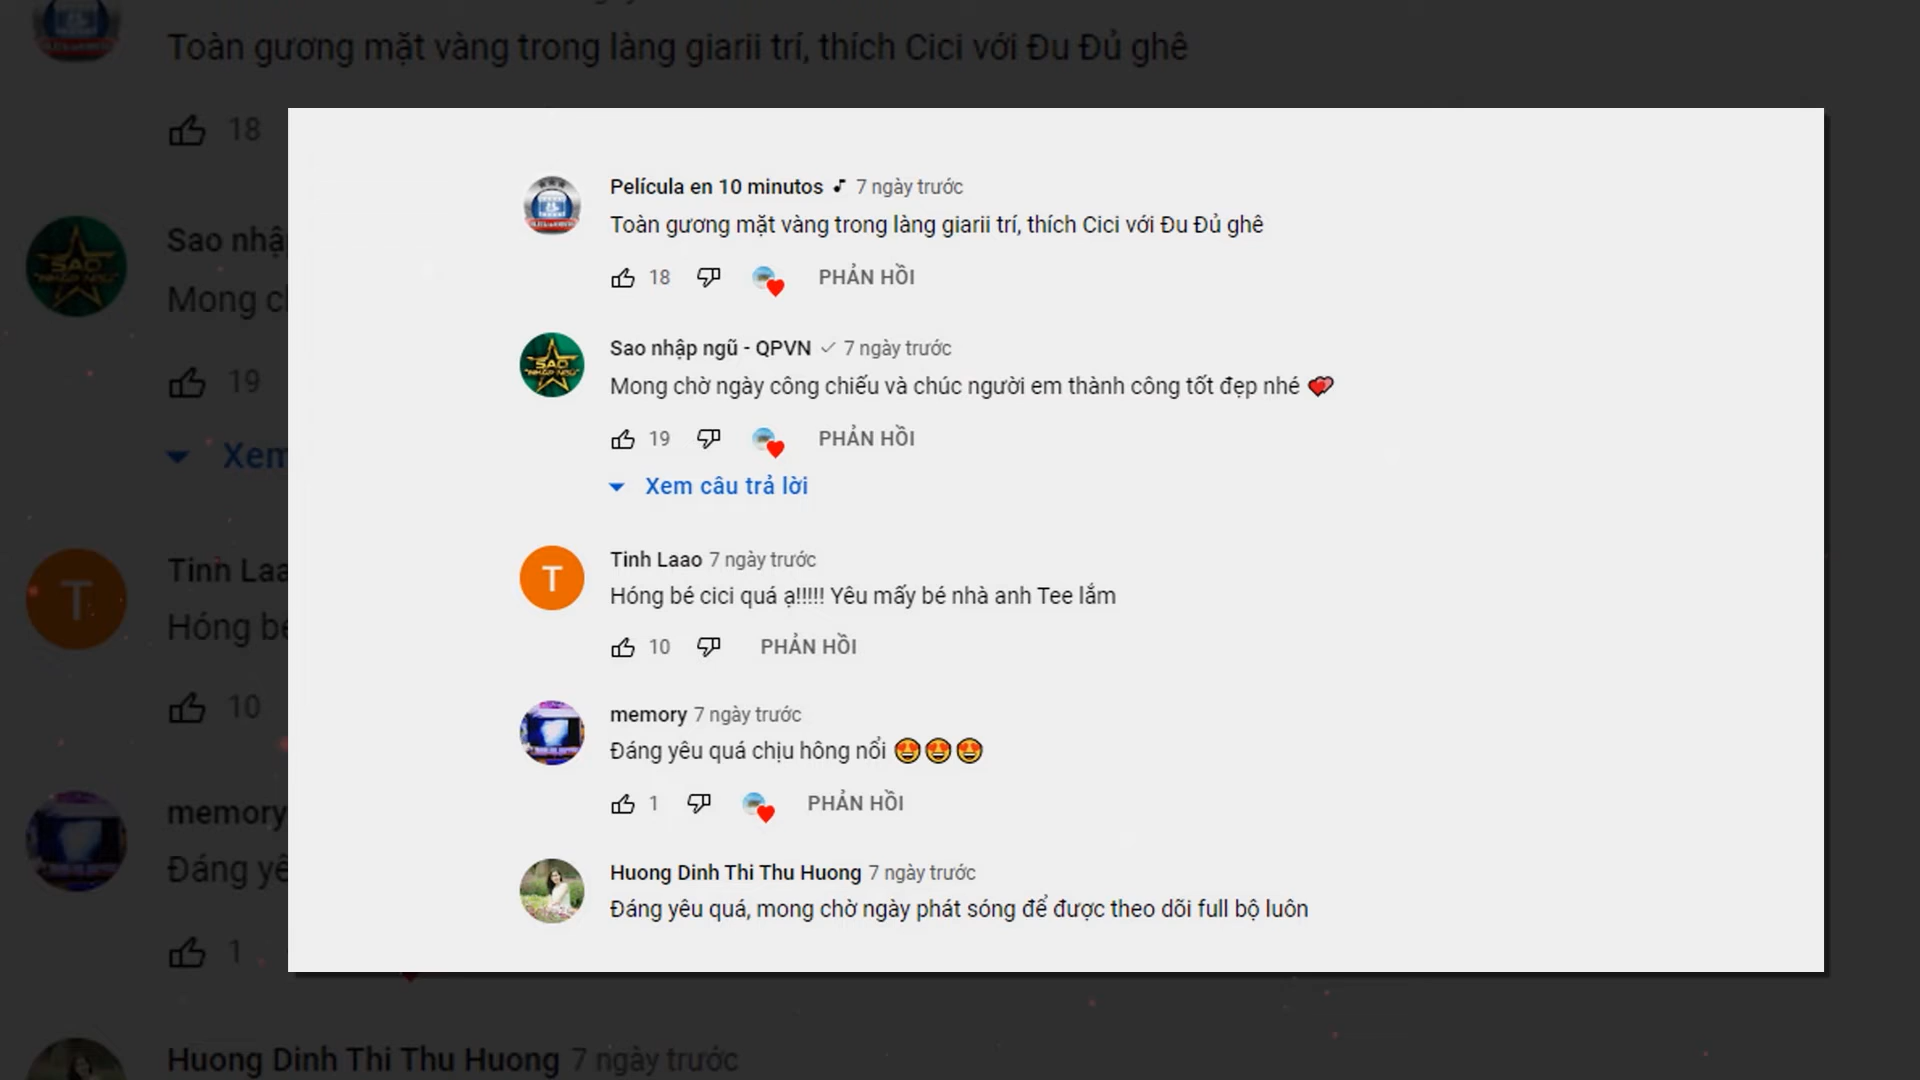 Toàn gương mặt vàng trong làng giarii trí, thích Cici với Đu Đủ ghê
18
Sao nhậ
Mong ch
19
Xem
Tinh Laa
Hóng bé
10
memory
Đáng yê
1
Huong Dinh Thi Thu Huong 7 ngày trước
Película en 10 minutos 7 ngày trước
Toàn gương mặt vàng trong làng giarii trí, thích Cici với Đu Đủ ghê
18 PHẢN HỒI
SAO NHẬP NGŨ
Sao nhập ngũ - QPVN 7 ngày trước
Mong chờ ngày công chiếu và chúc người em thành công tốt đẹp nhé 💕
19 PHẢN HỒI
Xem câu trả lời
T
Tinh Laao 7 ngày trước
Hóng bé cici quá ạ!!!!! Yêu mấy bé nhà anh Tee lắm
10 PHẢN HỒI
memory 7 ngày trước
Đáng yêu quá chịu hông nổi 😍😍😍
1 PHẢN HỒI
Huong Dinh Thi Thu Huong 7 ngày trước
Đáng yêu quá, mong chờ ngày phát sóng để được theo dõi full bộ luôn